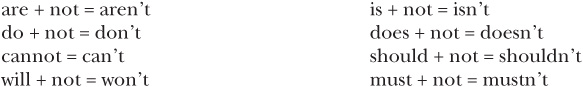 are + not = aren’t
do + not = don’t
cannot = can’t
will + not = won’t
is + not = isn’t
does + not = doesn’t
should + not = shouldn’t
must + not = mustn’t